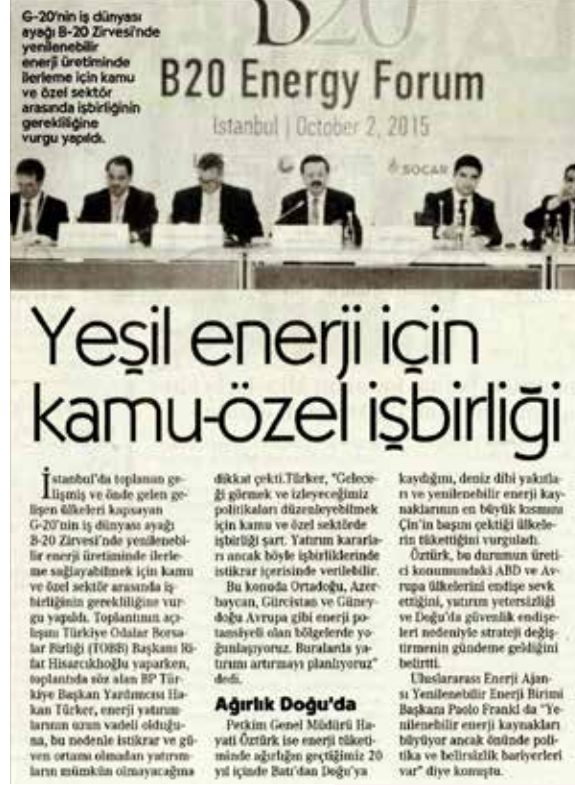 G-20'nin iş dünyası
ayağı B-20 Zirvesi'nde
yenilenebilir
enerji üretiminde
ilerleme için kamu
ve özel sektör
arasında işbirliğinin
gerekliliğine
vurgu yapıldı.
B20
B20 Energy Forum
Istanbul | October 2, 2015
SOCAR
Yeşil enerji için
kamu-özel işbirliği
İstanbul'da toplanan ge-
lişmiş ve önde gelen ge-
lişen ülkeleri kapsayan
G-20'nin iş dünyası ayağı
B-20 Zirvesi'nde yenilenebi-
lir enerji üretiminde ilerle-
me sağlayabilmek için kamu
ve özel sektör arasında iş-
birliğinin gerekliliğine vur-
gu yapıldı. Toplantının açı-
lışını Türkiye Odalar Borsa-
lar Birliği (TOBB) Başkanı Ri-
fat Hisarcıklıoğlu yaparken,
toplantıda söz alan BP Tür-
kiye Başkan Yardımcısı Ha-
kan Türker, enerji yatırım-
larının uzun vadeli olduğu-
nu, bu nedenle istikrar ve gü-
ven ortamı olmadan yatırım-
ların mümkün olmayacağına
dikkat çekti.Türker, "Gelece-
ği görmek ve izleyeceğimiz
politikaları düzenleyebilmek
için kamu ve özel sektörde
işbirliği şart. Yatırım kararla-
rı ancak böyle işbirliklerinde
istikrar içerisinde verilebilir.
Bu konuda Ortadoğu, Azer-
baycan, Gürcistan ve Güney-
doğu Avrupa gibi enerji po-
tansiyeli olan bölgelerde yo-
ğunlaşıyoruz. Buralarda ya-
tırımı artırmayı planlıyoruz"
dedi.
Ağırlık Doğu'da
Petkim Genel Müdürü Ha-
yati Öztürk ise enerji tüketi-
minde ağırlığın geçtiğimiz 20
yıl içinde Batı'dan Doğu'ya
kaydığını, deniz dibi yakıtla-
rı ve yenilenebilir enerji kay-
naklarının en büyük kısmını
Çin'in başını çektiği ülkele-
rin tükettiğini vurguladı.
Öztürk, bu durumun üreti-
ci konumundaki ABD ve Av-
rupa ülkelerini endişe sevk
ettiğini, yatırım yetersizliği
ve Doğu'da güvenlik endişe-
leri nedeniyle strateji değiş-
tirmenin gündeme geldiğini
belirtti.
Uluslararası Enerji Ajan-
sı Yenilenebilir Enerji Birimi
Başkanı Paolo Frankl da "Ye-
nilenebilir enerji kaynakları
büyüyor ancak önünde poli-
tika ve belirsizlik bariyerleri
var" diye konuştu.